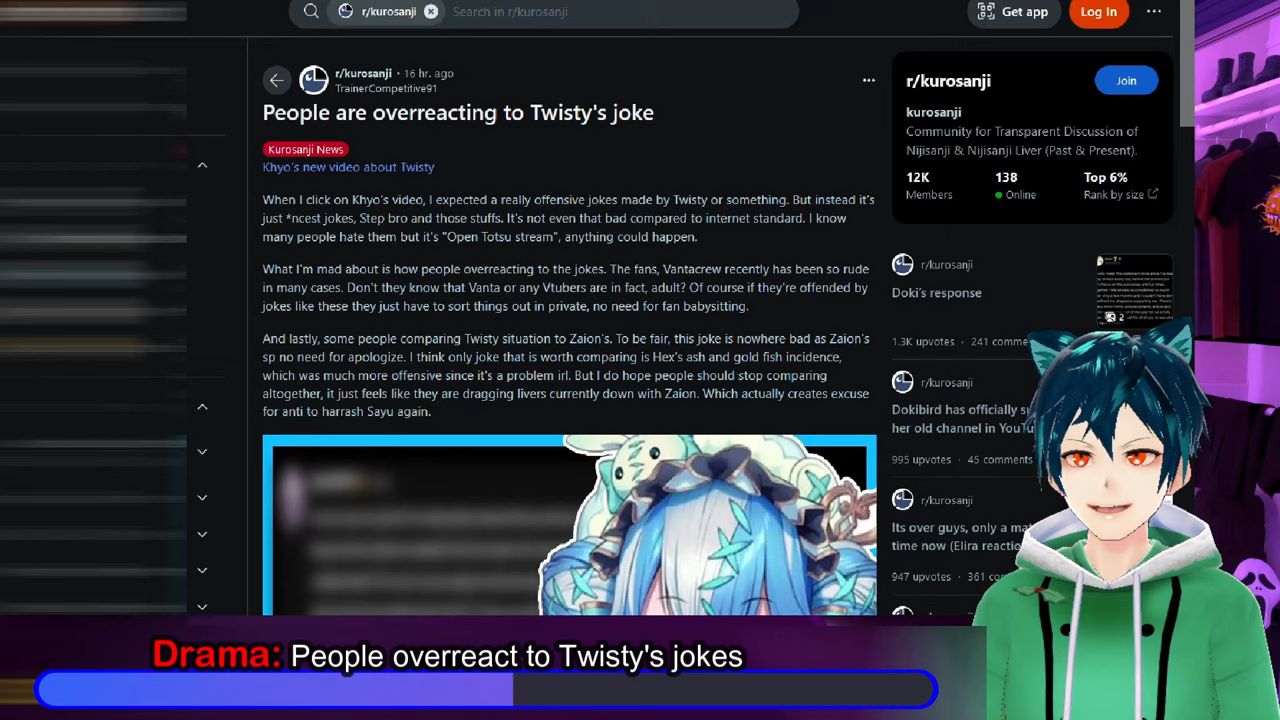 r/kurosanji
Search in r/kurosanji
Get app
Log In
r/kurosanji • 16 hr. ago
TrainerCompetitive91
People are overreacting to Twisty's joke
Kurosanji News
Khyo's new video about Twisty
When I click on Khyo's video, I expected a really offensive jokes made by Twisty or something. But instead it's
just *ncest jokes, Step bro and those stuffs. It's not even that bad compared to internet standard. I know
many people hate them but it's "Open Totsu stream", anything could happen.
What I'm mad about is how people overreacting to the jokes. The fans, Vantacrew recently has been so rude
in many cases. Don't they know that Vanta or any Vtubers are in fact, adult? Of course if they're offended by
jokes like these they just sort things out in private, no need for fan babysitting.
And lastly, some people comparing Twisty situation to Zaion's. To be fair, this joke is nowhere bad as Zaion's
sp no need for apologize. I think only joke that is worth comparing is Hex's ash and gold fish incidence,
which was much more offensive since it's a problem irl. But I do hope people should stop comparing
altogether, it just feels like they are dragging livers currently down with Zaion. Which actually creates excuse
for anti to harrash Sayu again.
r/kurosanji
Join
kurosanji
Community for Transparent Discussion of
Nijisanji & Nijisanji Liver (Past & Present).
12K
Members
138
Online
Top 6%
Rank by size
r/kurosanji
Doki's response
1.3K upvotes • 241 comme
r/kurosanji
Dokibird has officially su
her old channel in YouTu
995 upvotes • 45 comments
r/kurosanji
Its over guys, only a mat
time now (Elira reactio
947 upvotes • 361 co
Drama: People overreact to Twisty's jokes